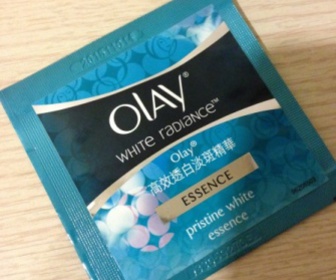 OLAY
WHITE RADIANCE™
Olay®
高效透白淡斑精華
ESSENCE
pristine white
essence